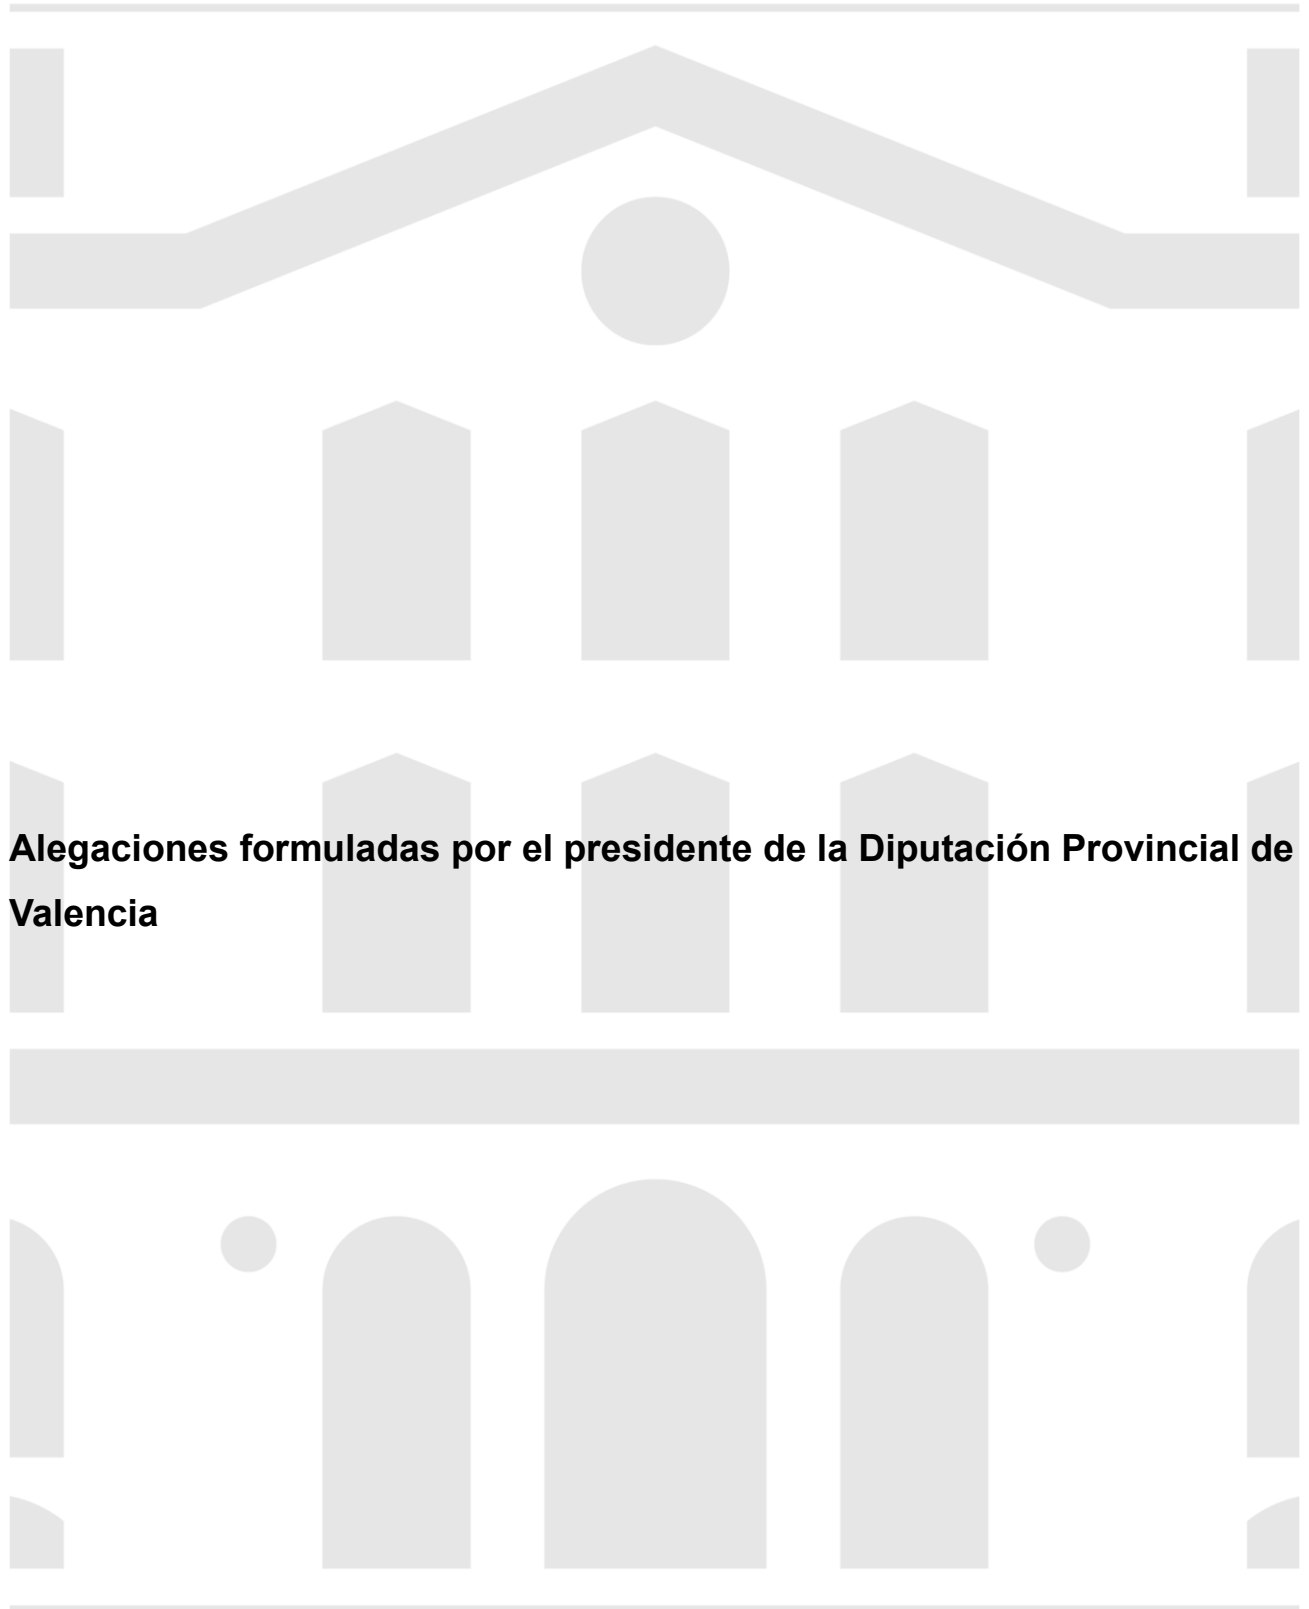 Alegaciones formuladas por el presidente de la Diputación Provincial de
Valencia